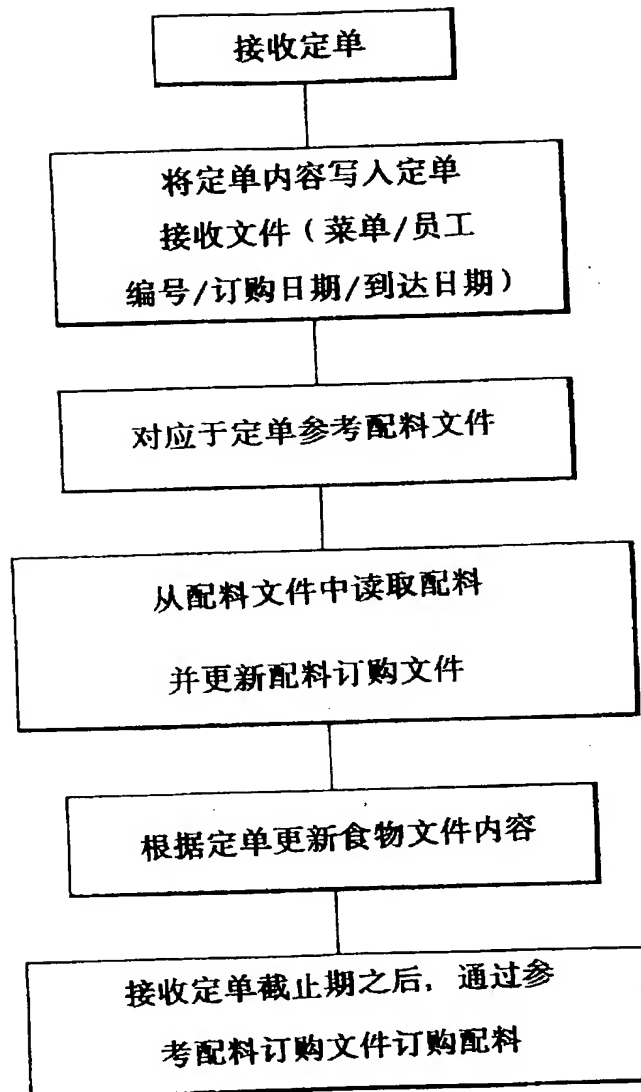 接收定单
将定单内容写入定单
接收文件（菜单/员工
编号/订购日期/到达日期）
对应于定单参考配料文件
从配料文件中读取配料
并更新配料订购文件
根据定单更新食物文件内容
接收定单截止期之后，通过参
考配料订购文件订购配料